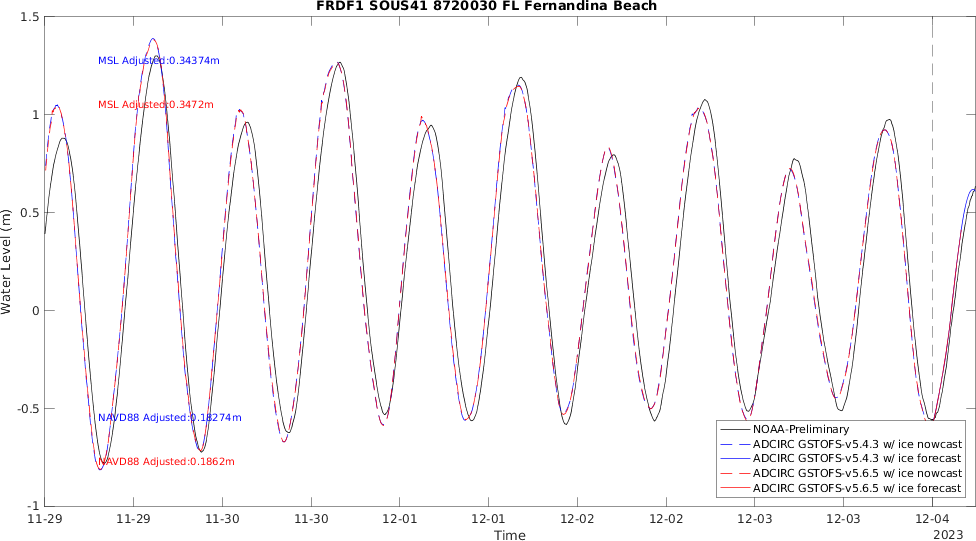 FRDF1 SOUS41 8720030 FL Fernandina Beach
1.5
1
0.5
0
-0.5
-1
Water Level (m)
MSL Adjusted:0.34374m
MSL Adjusted:0.3472m
NAVD88 Adjusted:0.18274m
NAVD88 Adjusted:0.1862m
NOAA-Preliminary
ADCIRC GSTOFS-v5.4.3 w/ ice nowcast
ADCIRC GSTOFS-v5.4.3 w/ ice forecast
ADCIRC GSTOFS-v5.6.5 w/ ice nowcast
ADCIRC GSTOFS-v5.6.5 w/ ice forecast
11-29 11-29 11-30 11-30 12-01 12-01 12-02 12-02 12-03 12-03 12-04
Time 2023